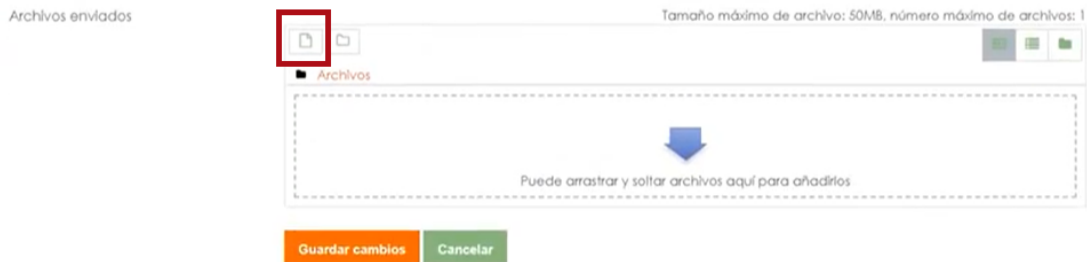 Archivos enviados
Tamaño máximo de archivo: 50MB, número máximo de archivos: 1
Archivos
Puede arrastrar y soltar archivos aquí para añadirlos
Guardar cambios
Cancelar